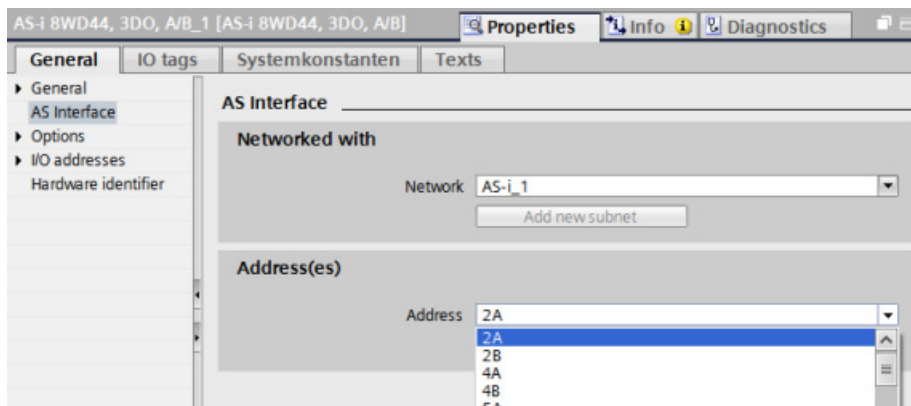 AS-i 8WD44, 3DO, A/B_1 [AS-i 8WD44, 3DO, A/B]
Properties
Info
Diagnostics
General
IO tags
Systemkonstanten
Texts
General
AS Interface
Options
I/O addresses
Hardware identifier
AS Interface
Networked with
Network AS-i_1
Add new subnet
Address(es)
Address 2A
2A
2B
4A
4B